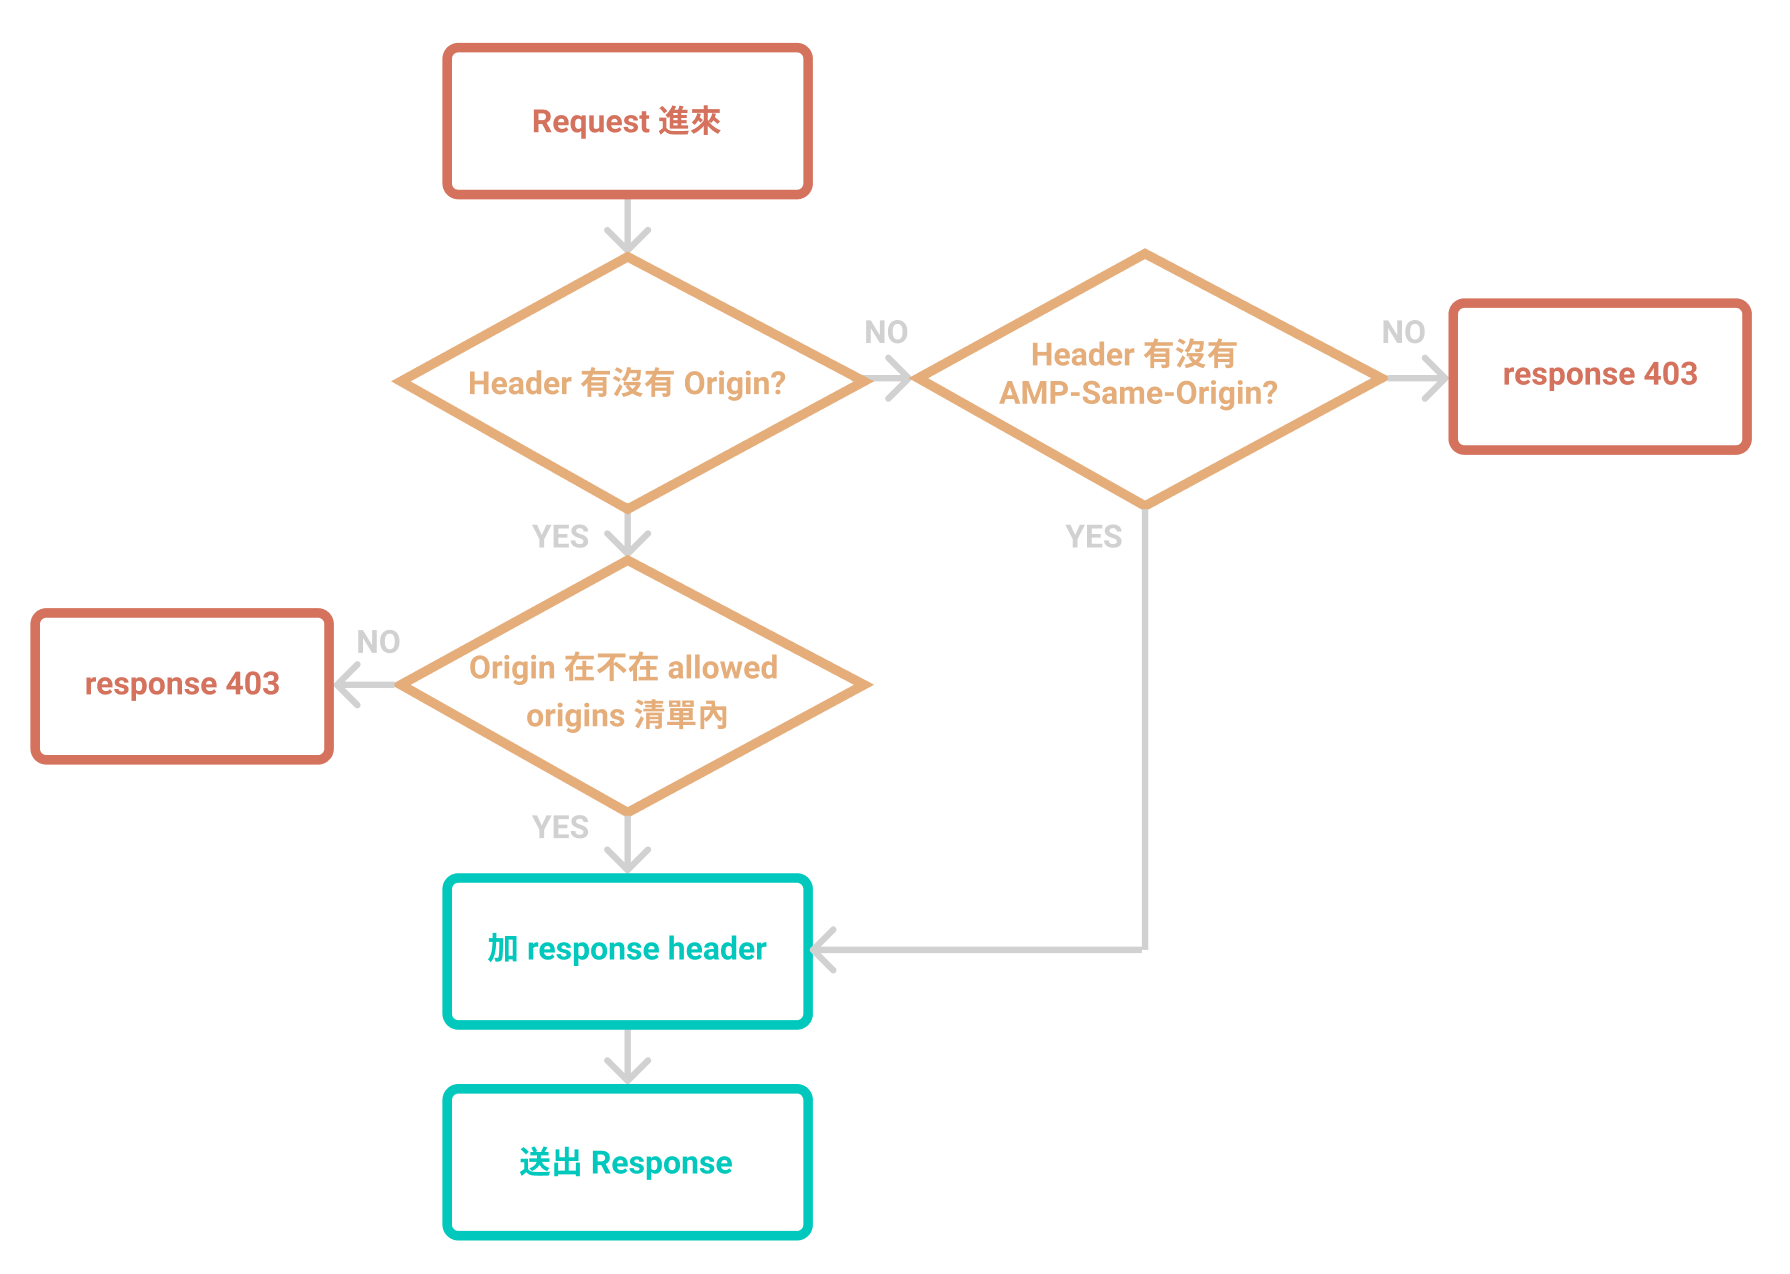 Request 進來
Header 有沒有 Origin?
NO
Header 有沒有
AMP-Same-Origin?
NO
response 403
YES
YES
Origin 在不在 allowed
origins 清單內
NO
response 403
YES
加 response header
送出 Response